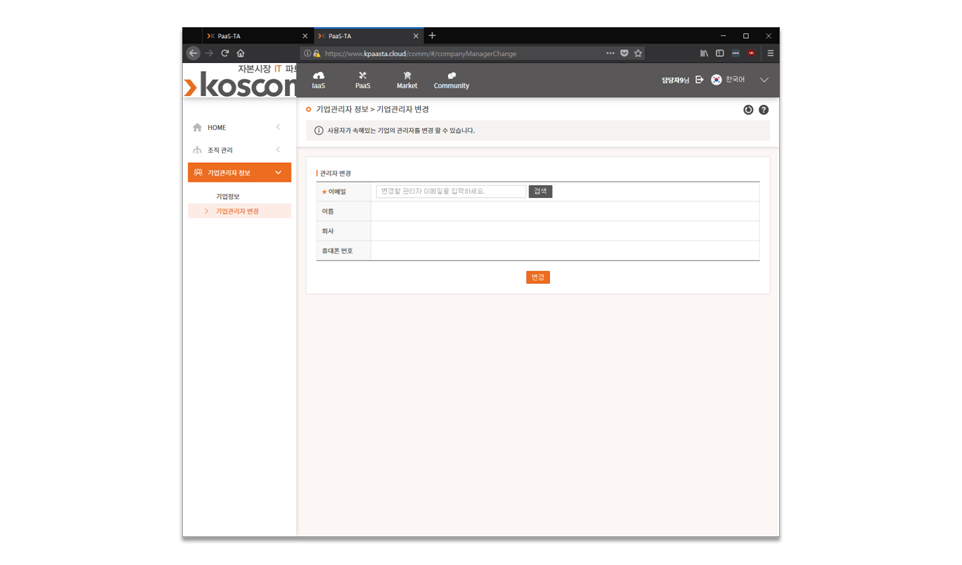 PaaS-TA
PaaS-TA
https://www.kpaasta.cloud/comm/#/companyManagerChange
자본시장 IT 파트
koscom
IaaS
PaaS
Market
Community
담당자9님
한국어
HOME
조직 관리
기업관리자 정보
기업정보
기업관리자 변경
기업관리자 정보 > 기업관리자 변경
사용자가 속해있는 기업의 관리자를 변경 할 수 있습니다.
관리자 변경
★ 이메일
변경할 관리자 이메일을 입력하세요.
검색
이름
회사
휴대폰 번호
변경